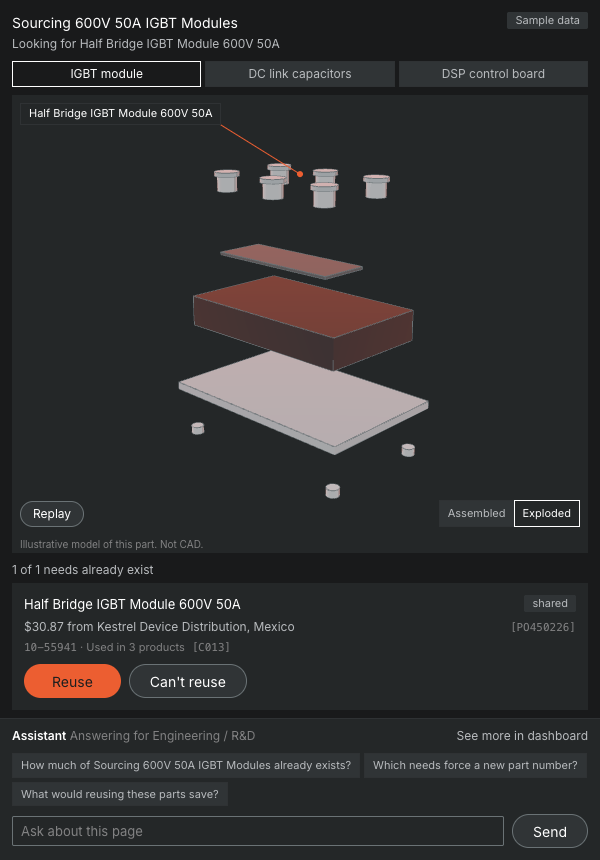 Sourcing 600V 50A IGBT Modules
Sample data
Looking for Half Bridge IGBT Module 600V 50A
IGBT module
DC link capacitors
DSP control board
Half Bridge IGBT Module 600V 50A
Replay
Assembled
Exploded
Illustrative model of this part. Not CAD.
1 of 1 needs already exist
Half Bridge IGBT Module 600V 50A
shared
$30.87 from Kestrel Device Distribution, Mexico
[PO450226]
10-55941 · Used in 3 products [C013]
Reuse
Can't reuse
Assistant Answering for Engineering / R&D
See more in dashboard
How much of Sourcing 600V 50A IGBT Modules already exists?
Which needs force a new part number?
What would reusing these parts save?
Ask about this page
Send